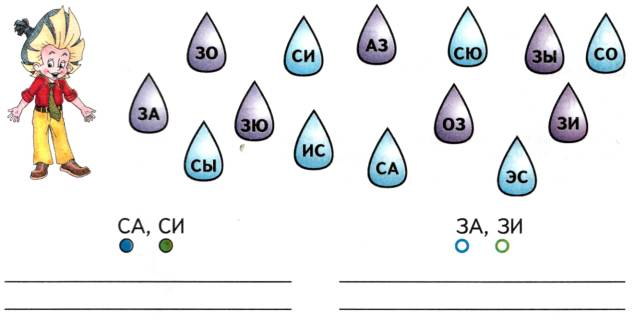 ЗО СИ АЗ СЮ ЗЫ СО
ЗА ЗЮ ИС ОЗ ЗИ
СЫ СА ЭС
СА, СИ ЗА, ЗИ